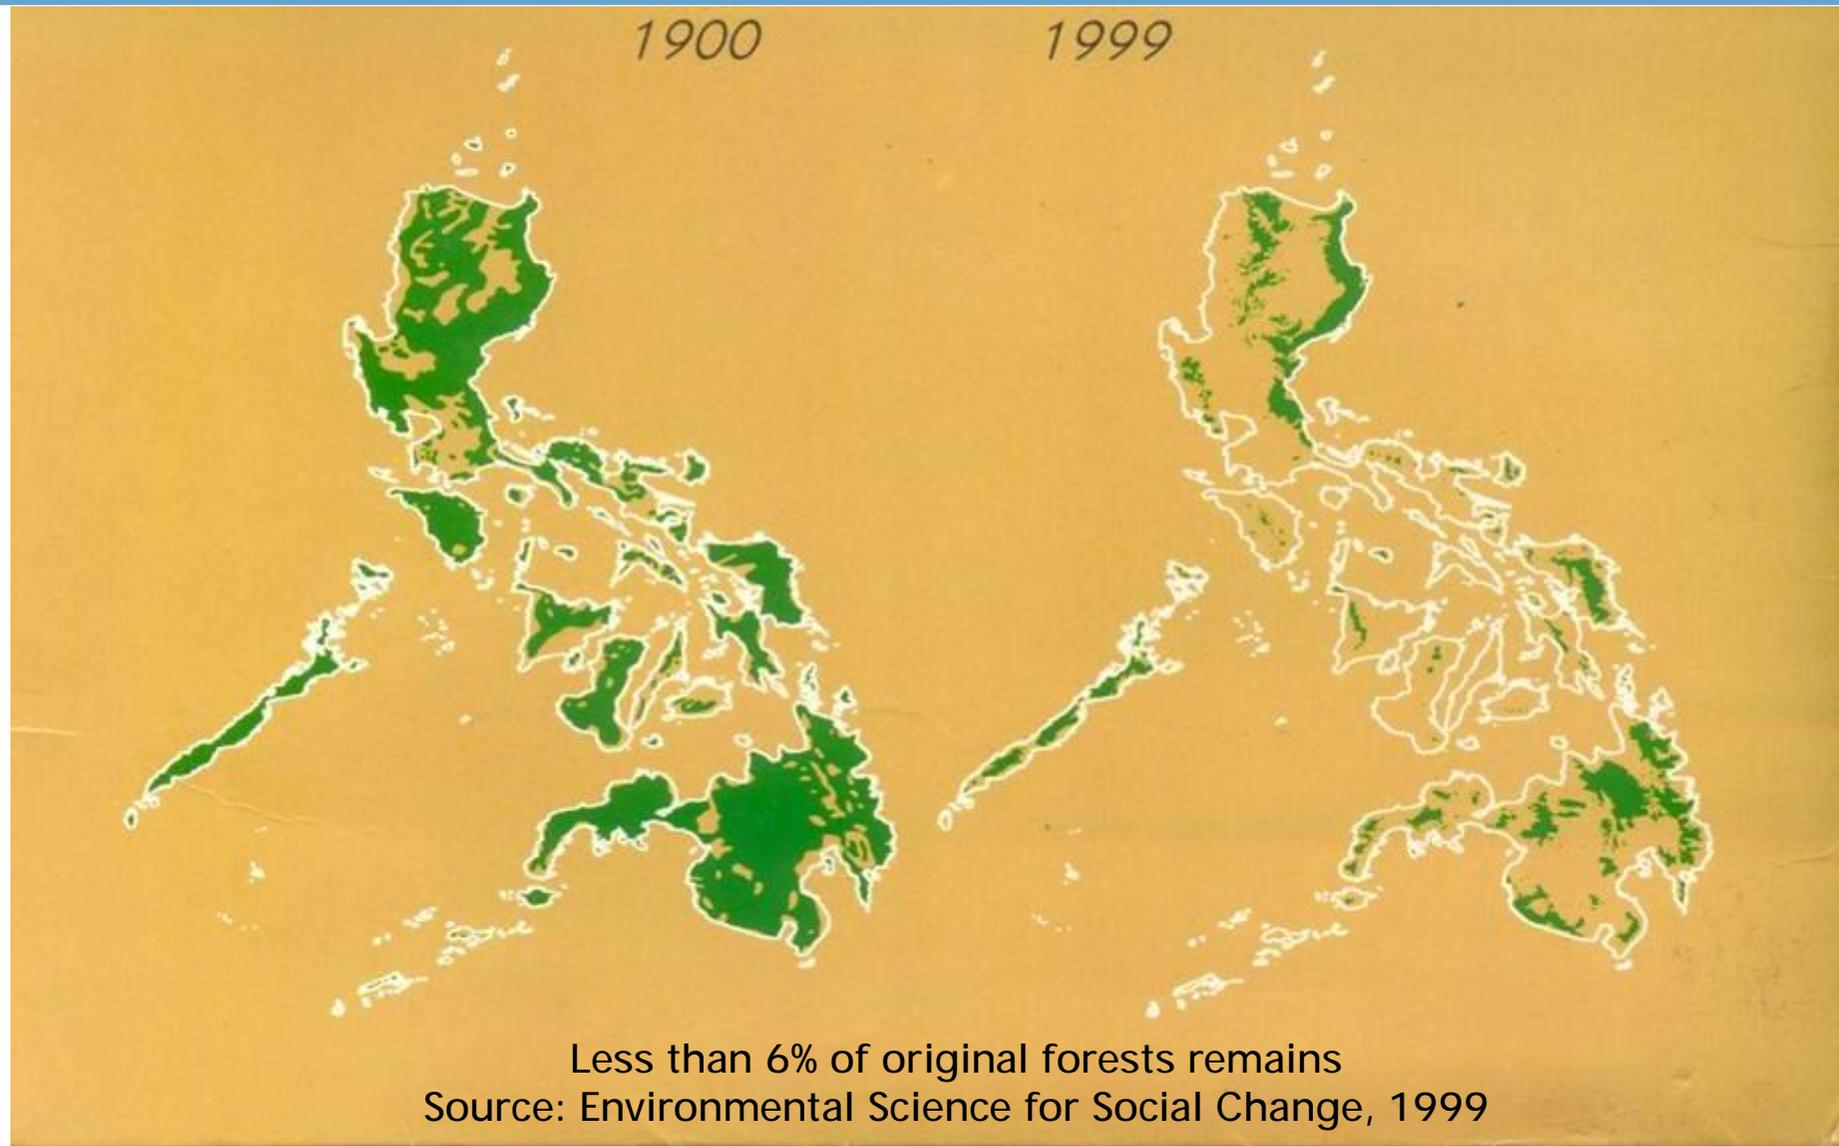 1900
1999
Less than 6% of original forests remains
Source: Environmental Science for Social Change, 1999